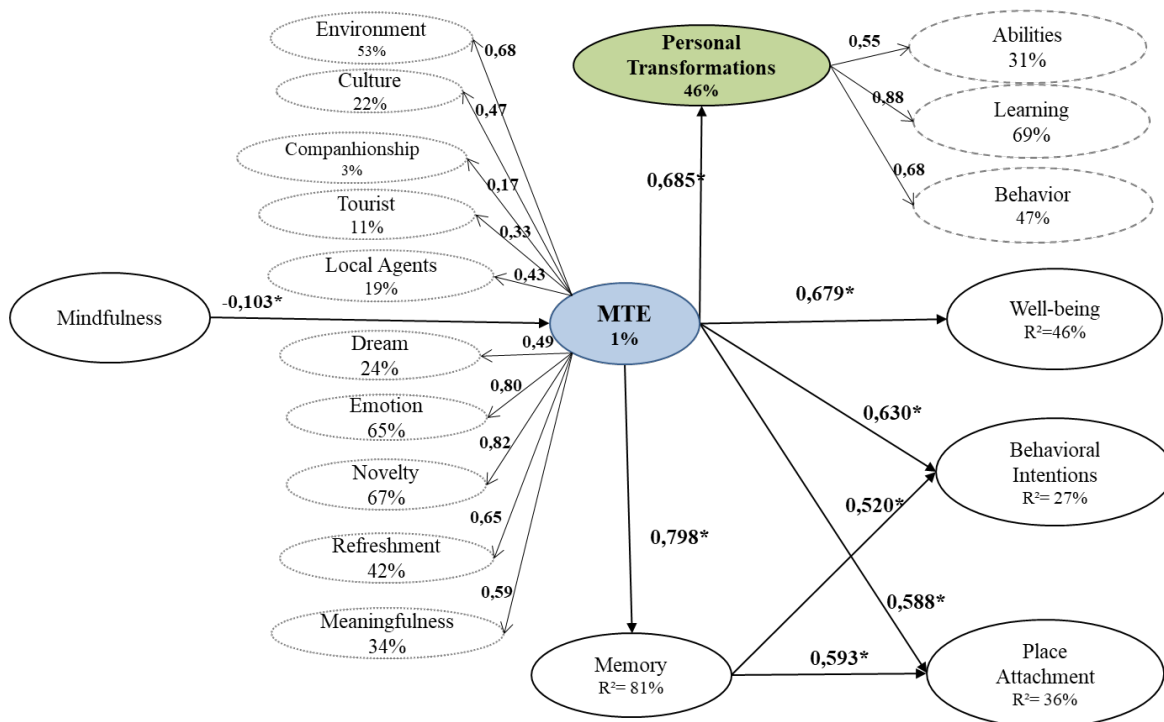 Environment
53%
0,68
Culture
22%
0,47
Companhionship
3%
0,17
Tourist
11%
0,33
Local Agents
19%
0,43
Mindfulness
-0,103*
MTE
1%
Dream
24%
0,49
Emotion
65%
0,80
Novelty
67%
0,82
Refreshment
42%
0,65
Meaningfulness
34%
0,59
Personal
Transformations
46%
0,685*
0,55
Abilities
31%
0,88
Learning
69%
0,68
Behavior
47%
0,679*
Well-being
R²=46%
0,630*
Behavioral
Intentions
R²= 27%
0,520*
0,798*
0,588*
Memory
R²= 81%
0,593*
Place
Attachment
R²= 36%